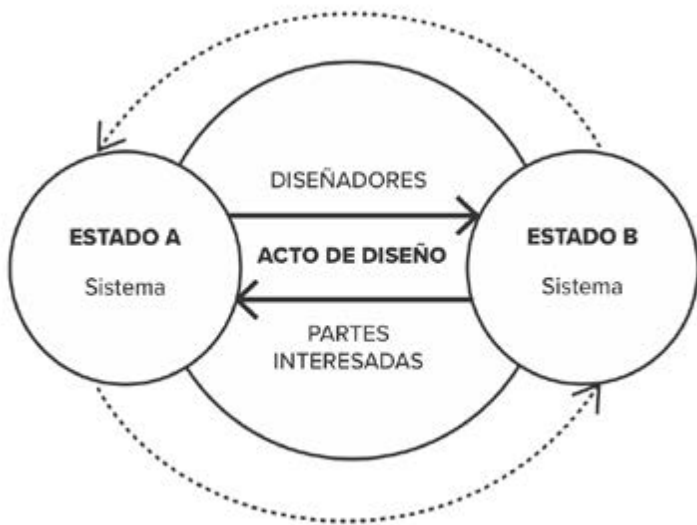 DISEÑADORES
ESTADO A
Sistema
ACTO DE DISEÑO
ESTADO B
Sistema
PARTES
INTERESADAS